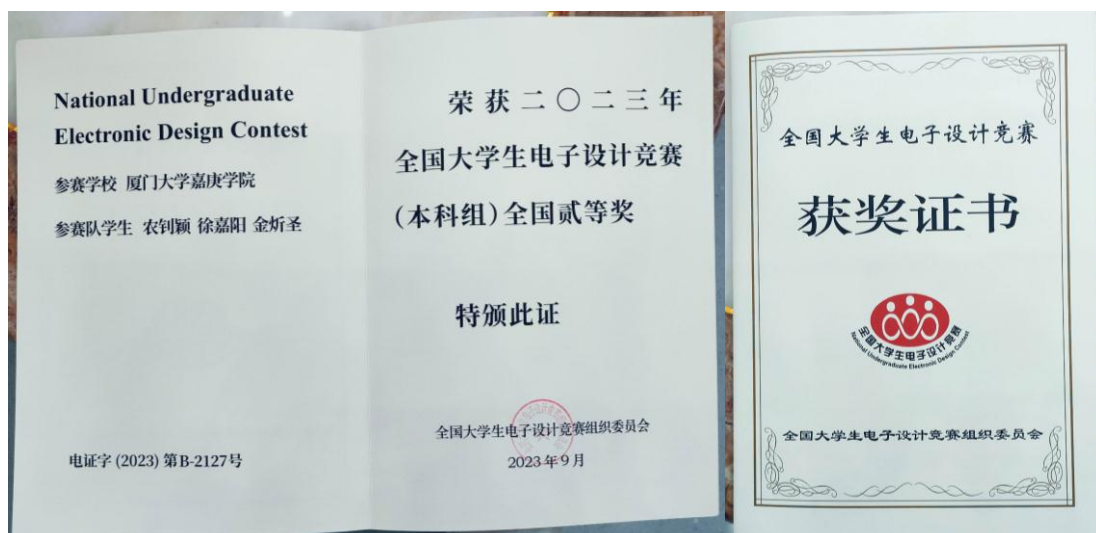 National Undergraduate
Electronic Design Contest
参赛学校 厦门大学嘉庚学院
参赛队学生 农钊颖 徐嘉阳 金炘圣
电证字 (2023) 第B-2127号
荣获二〇二三年
全国大学生电子设计竞赛
(本科组)全国贰等奖
特颁此证
全国大学生电子设计竞赛组织委员会
2023年9月
全国大学生电子设计竞赛
获奖证书
全国大学生电子设计竞赛
National Undergraduate Electronic Design Contest
全国大学生电子设计竞赛组织委员会